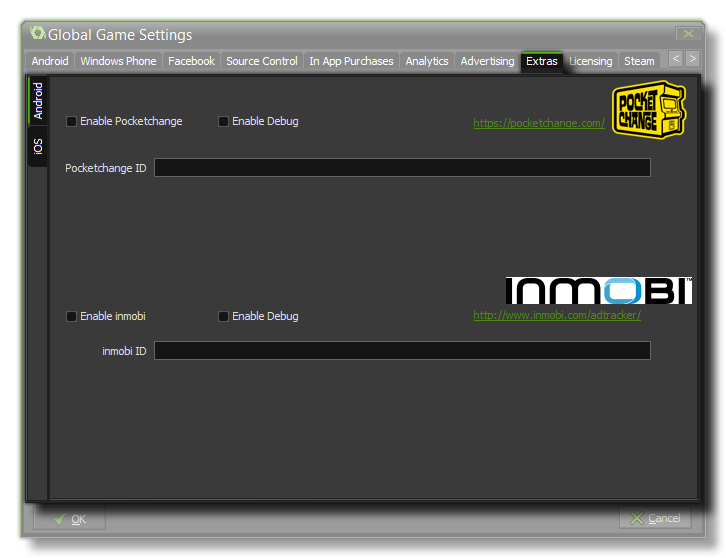 Global Game Settings
Android Windows Phone Facebook Source Control In App Purchases Analytics Advertising Extras Licensing Steam < >
Android
iOS
POCKET
CHANGE
Enable Pocketchange Enable Debug https://pocketchange.com/
Pocketchange ID
INMOBI™
Enable inmobi Enable Debug http://www.inmobi.com/adtracker/
inmobi ID
OK Cancel